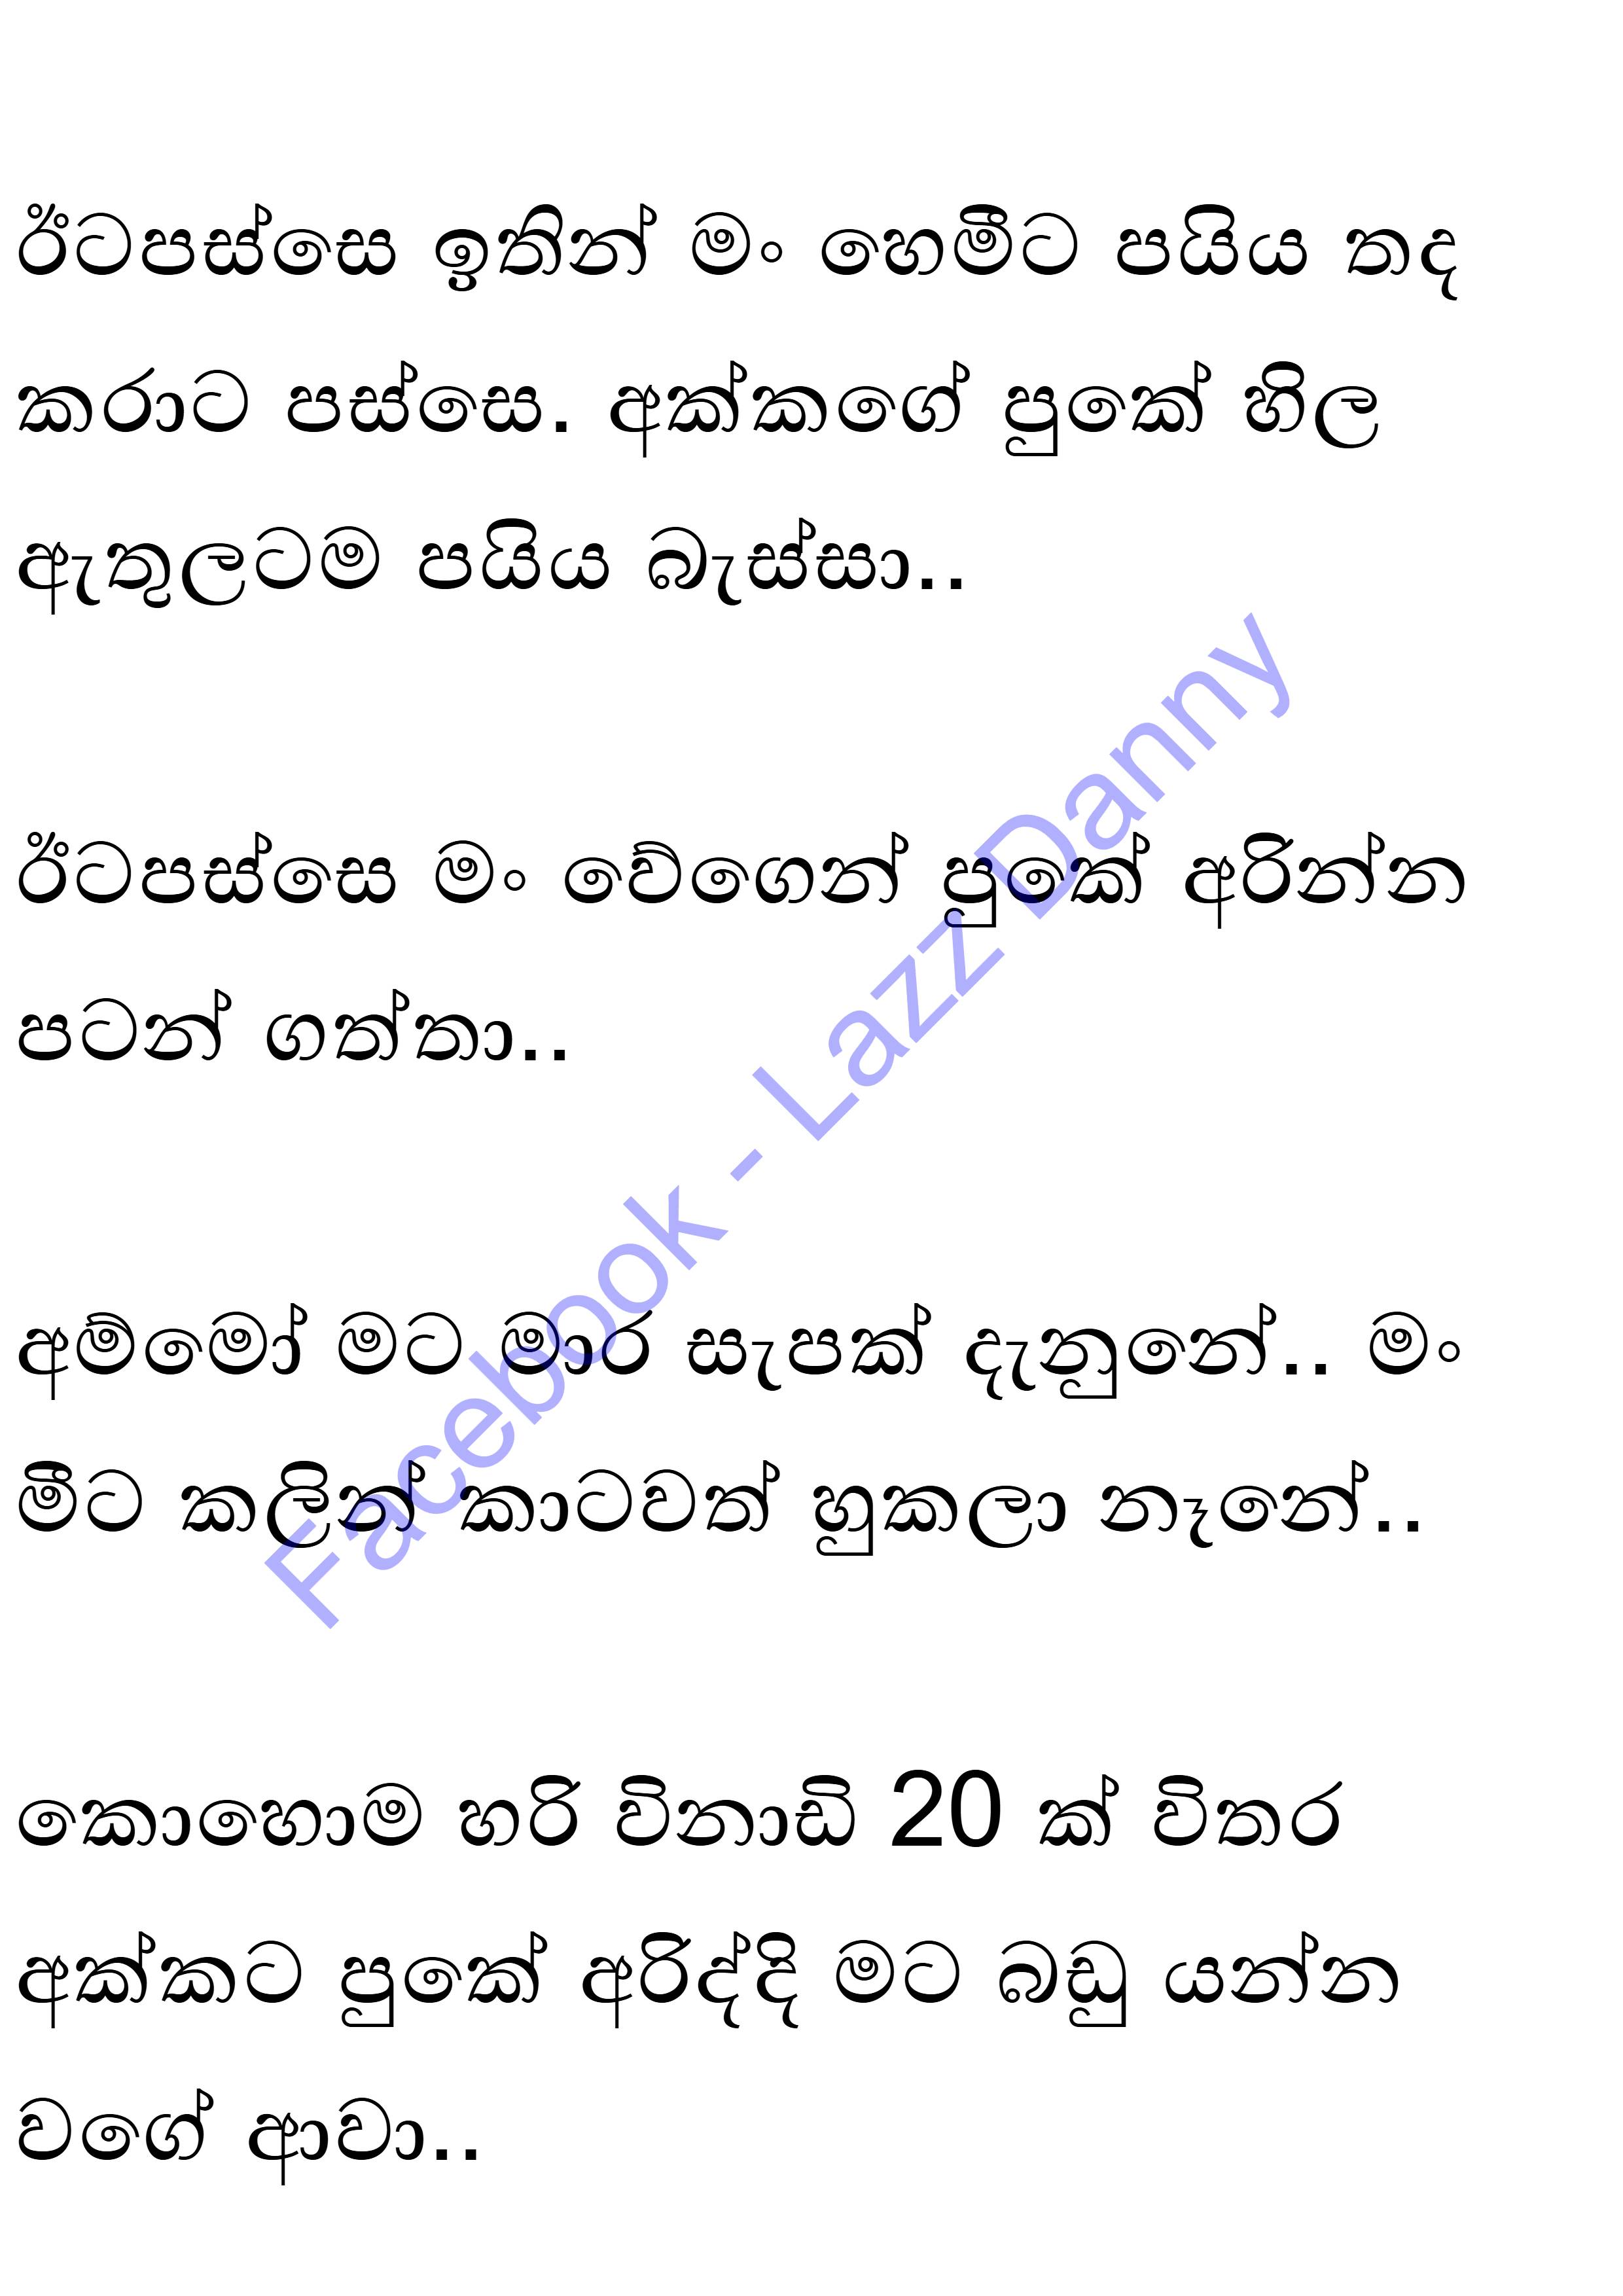 ඊටපස්සෙ ඉතින් මං හෙමීට පයිය තද
කරාට පස්සෙ. අක්කගේ පුකේ හිල
ඇතුලටම පයිය බැස්සා..
ඊටපස්සෙ මං වේගෙන් පුකේ අරින්න
පටන් ගත්තා..
අම්මෝ මට මාර සැපක් දැනුනේ.. මං
මීට කලින් කාටවත් හුකලා නෑනේ..
කොහොම හරි විනාඩි 20 ක් විතර
අක්කට පුකේ අරිද්දි මට බඩු යන්න
වගේ ආවා..
Facebook - Lazz Danny